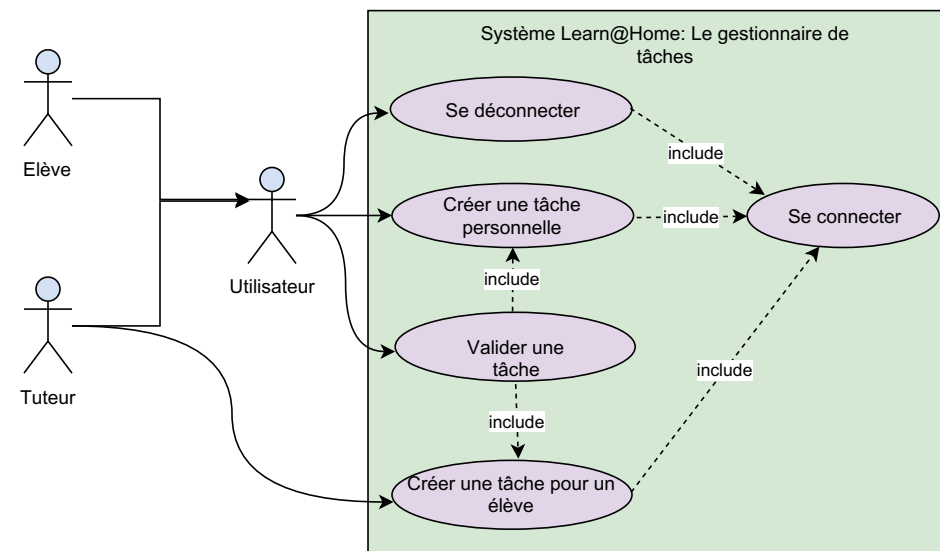 Système Learn@Home: Le gestionnaire de
tâches
Se déconnecter
Elève
include
Créer une tâche
personnelle
include
Se connecter
Utilisateur
include
Valider une
tâche
include
Tuteur
include
Créer une tâche pour un
élève